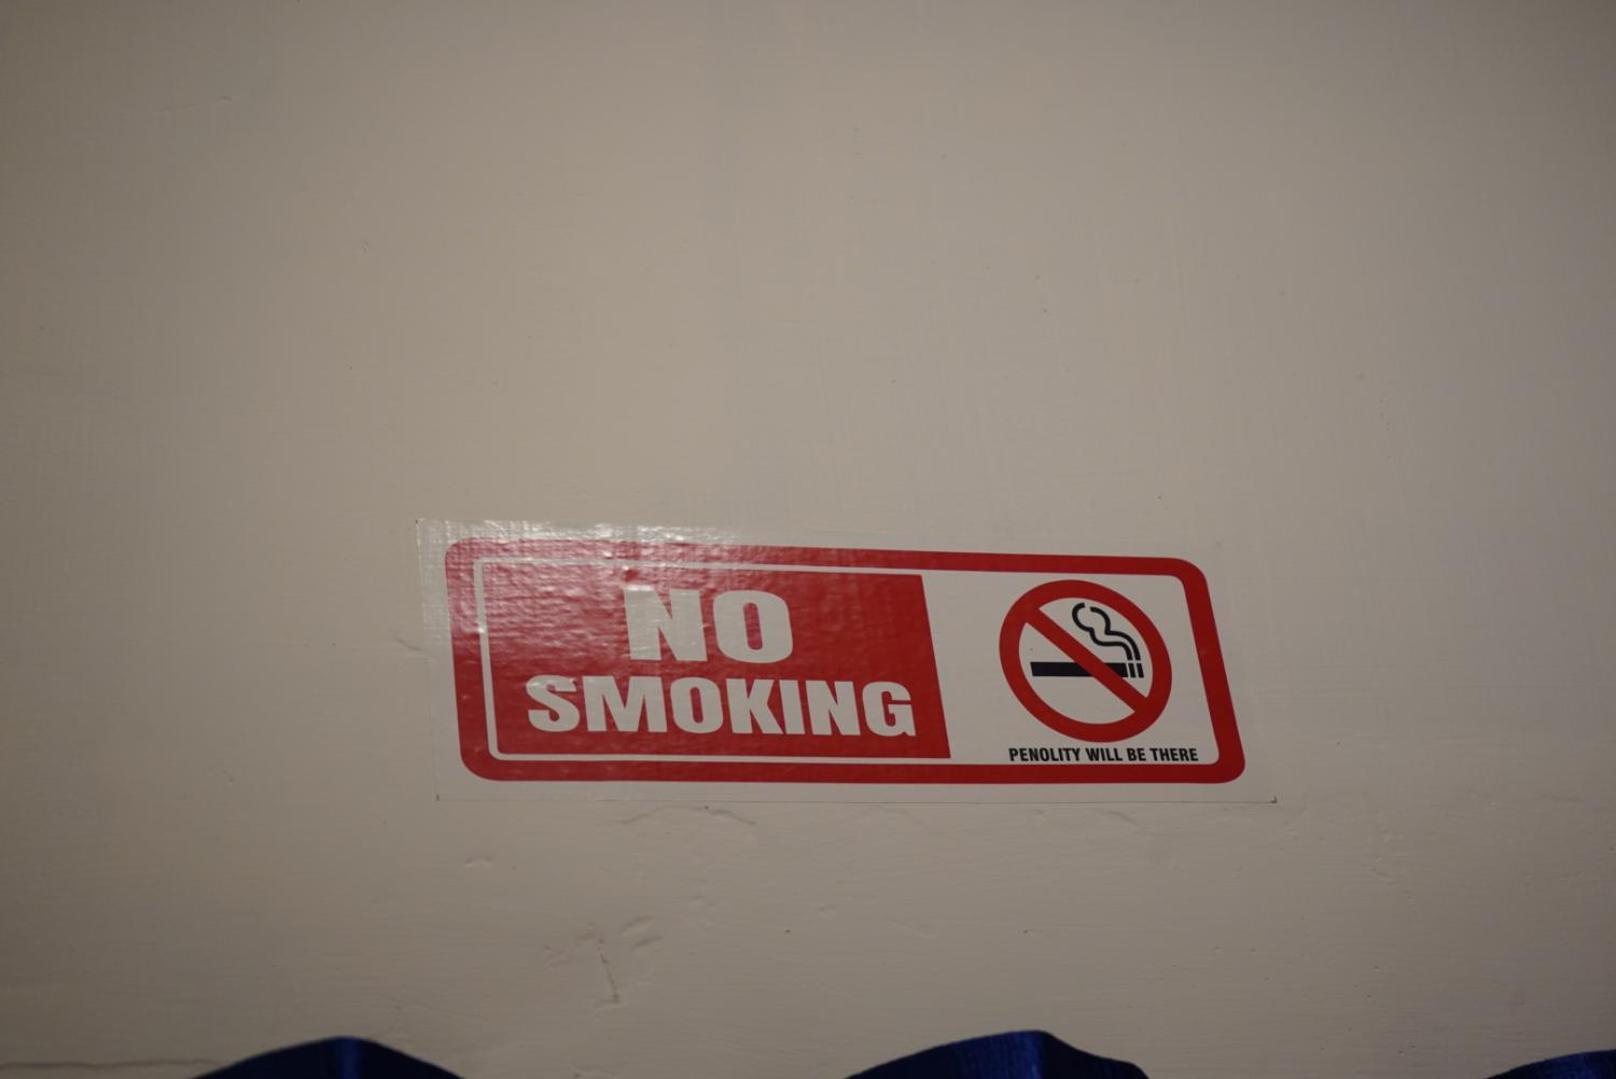 NO
SMOKING
PENOLITY WILL BE THERE